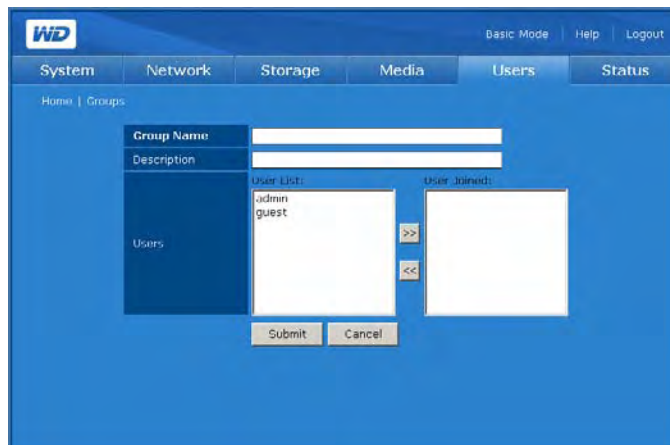 WD
Basic Mode | Help | Logout
System Network Storage Media Users Status
Home | Groups
Group Name
Description
User List: User Joined:
admin
guest
Users
>>
<<
Submit Cancel